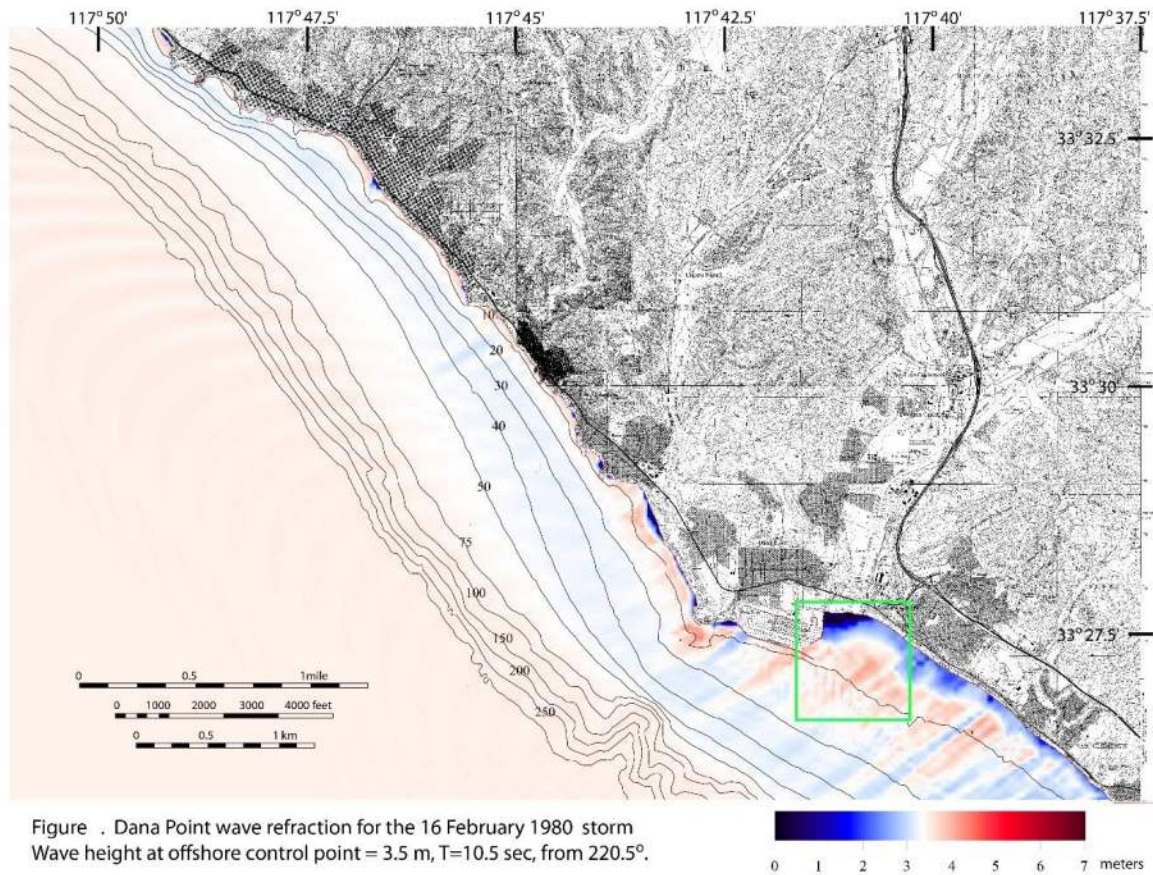 117°50' 117°47.5' 117°45' 117°42.5' 117°40' 117°37.5'
33°32.5'
10
20
30
33°30'
40
50
75
100
150
33°27.5'
200
250
0 0.5 1mile
0 1000 2000 3000 4000 feet
0 0.5 1 km
Figure . Dana Point wave refraction for the 16 February 1980 storm
Wave height at offshore control point = 3.5 m, T=10.5 sec, from 220.5°.
0 1 2 3 4 5 6 7 meters